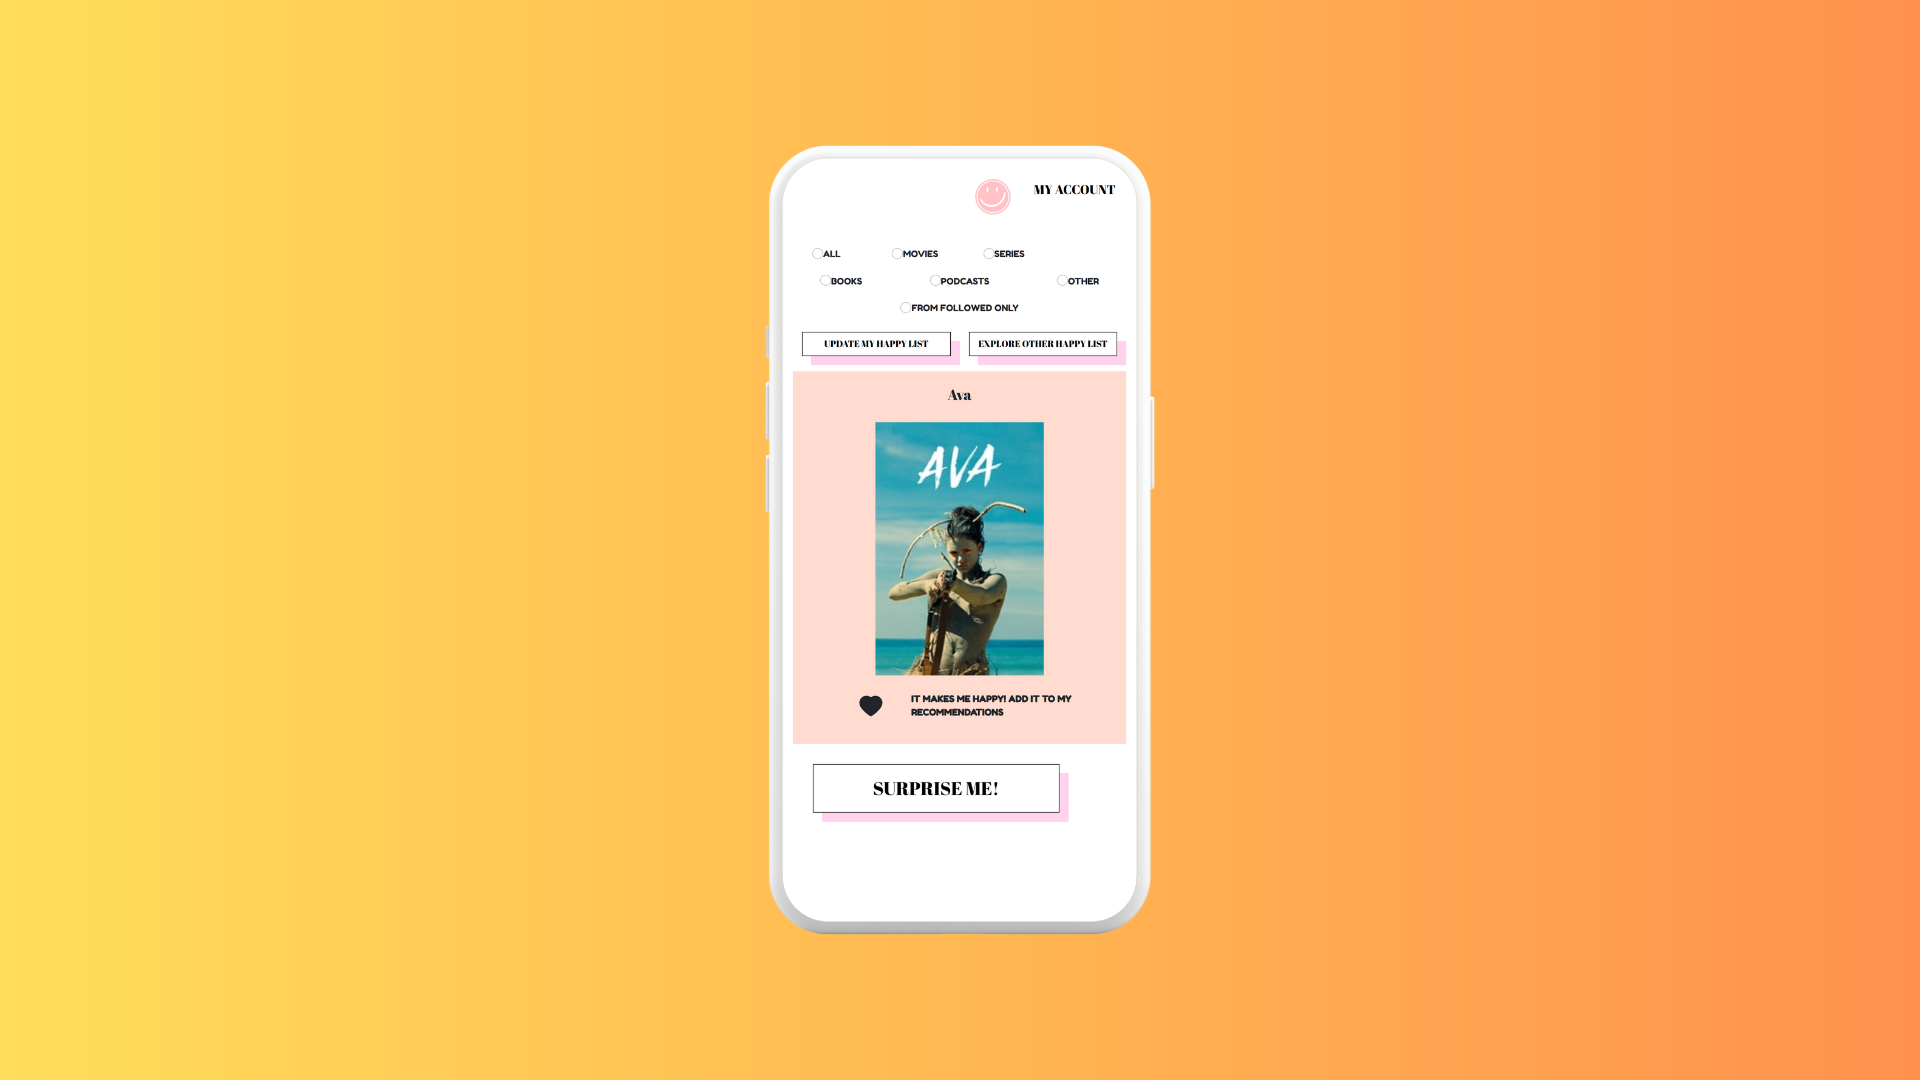 MY ACCOUNT
ALL MOVIES SERIES
BOOKS PODCASTS OTHER
FROM FOLLOWED ONLY
UPDATE MY HAPPY LIST EXPLORE OTHER HAPPY LIST
Ava
AVA
IT MAKES ME HAPPY! ADD IT TO MY
RECOMMENDATIONS
SURPRISE ME!